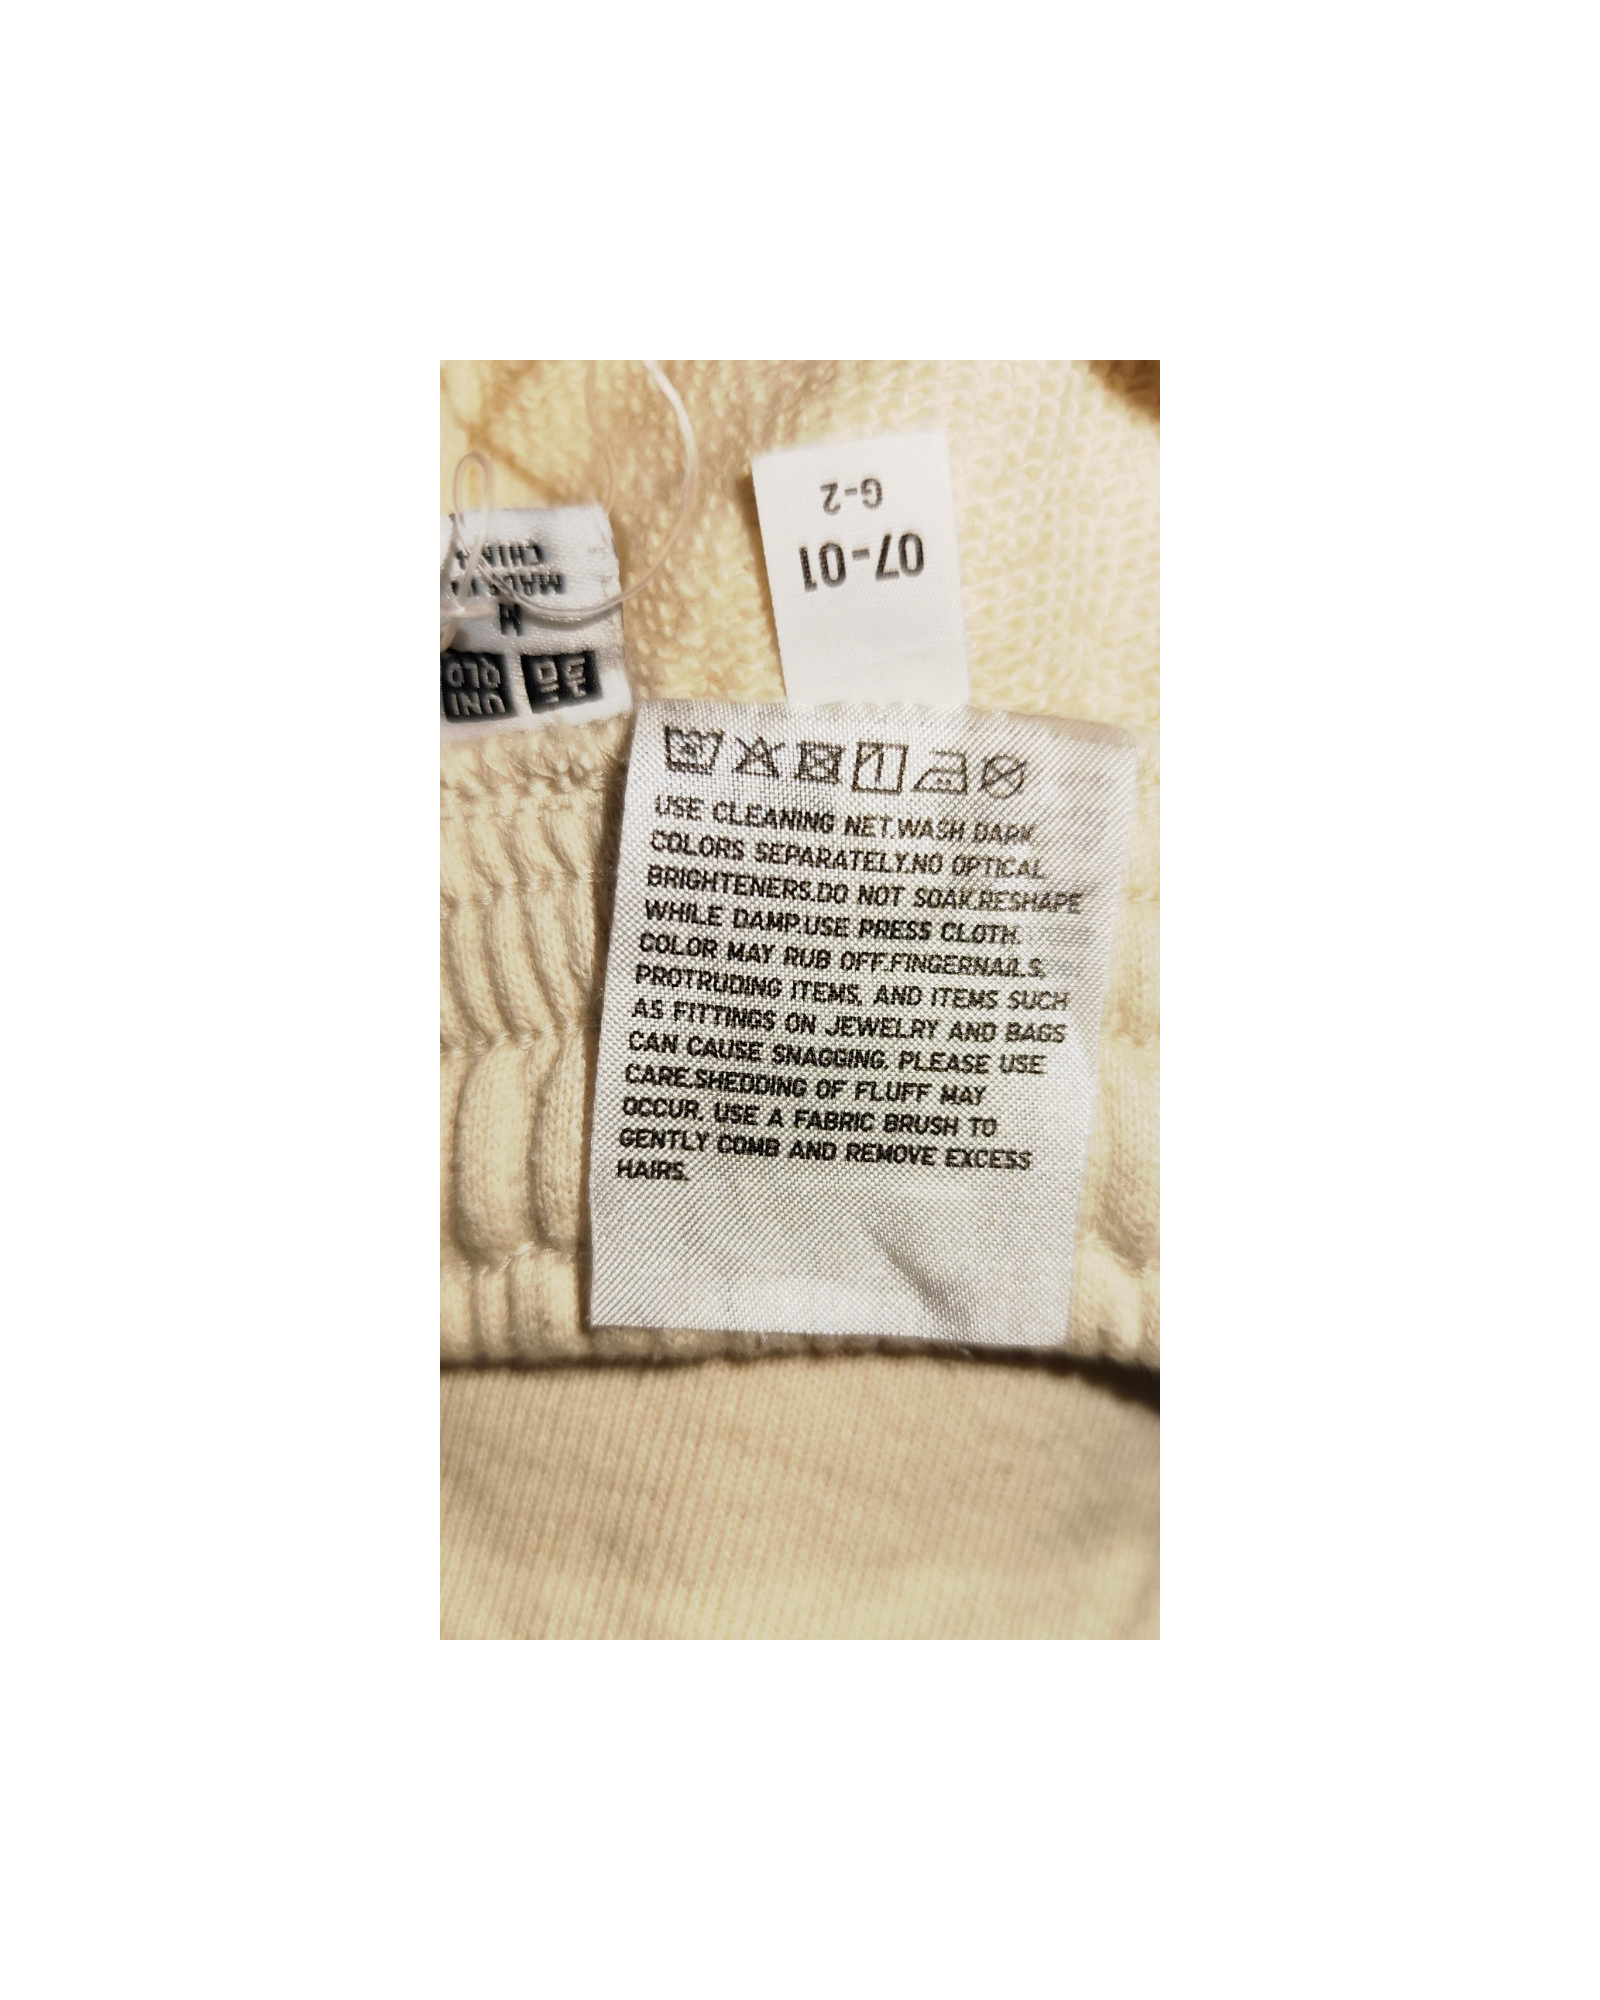 G-2
07-01
CHINA
MADE IN
M
UNI
QLO
USE CLEANING NET.WASH DARK
COLORS SEPARATELY.NO OPTICAL
BRIGHTENERS.DO NOT SOAK.RESHAPE
WHILE DAMP.USE PRESS CLOTH.
COLOR MAY RUB OFF.FINGERNAILS,
PROTRUDING ITEMS, AND ITEMS SUCH
AS FITTINGS ON JEWELRY AND BAGS
CAN CAUSE SNAGGING. PLEASE USE
CARE.SHEDDING OF FLUFF MAY
OCCUR. USE A FABRIC BRUSH TO
GENTLY COMB AND REMOVE EXCESS
HAIRS.